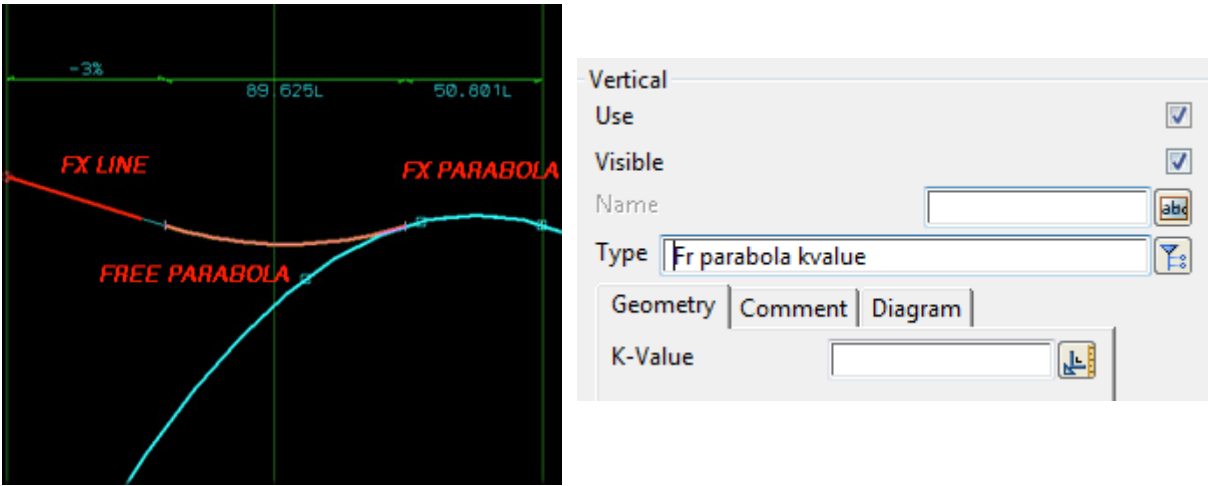 -3%
89.625L
50.801L
FX LINE
FX PARABOLA
FREE PARABOLA
Vertical
Use
Visible
Name
abc
Type
Fr parabola kvalue
Geometry
Comment
Diagram
K-Value